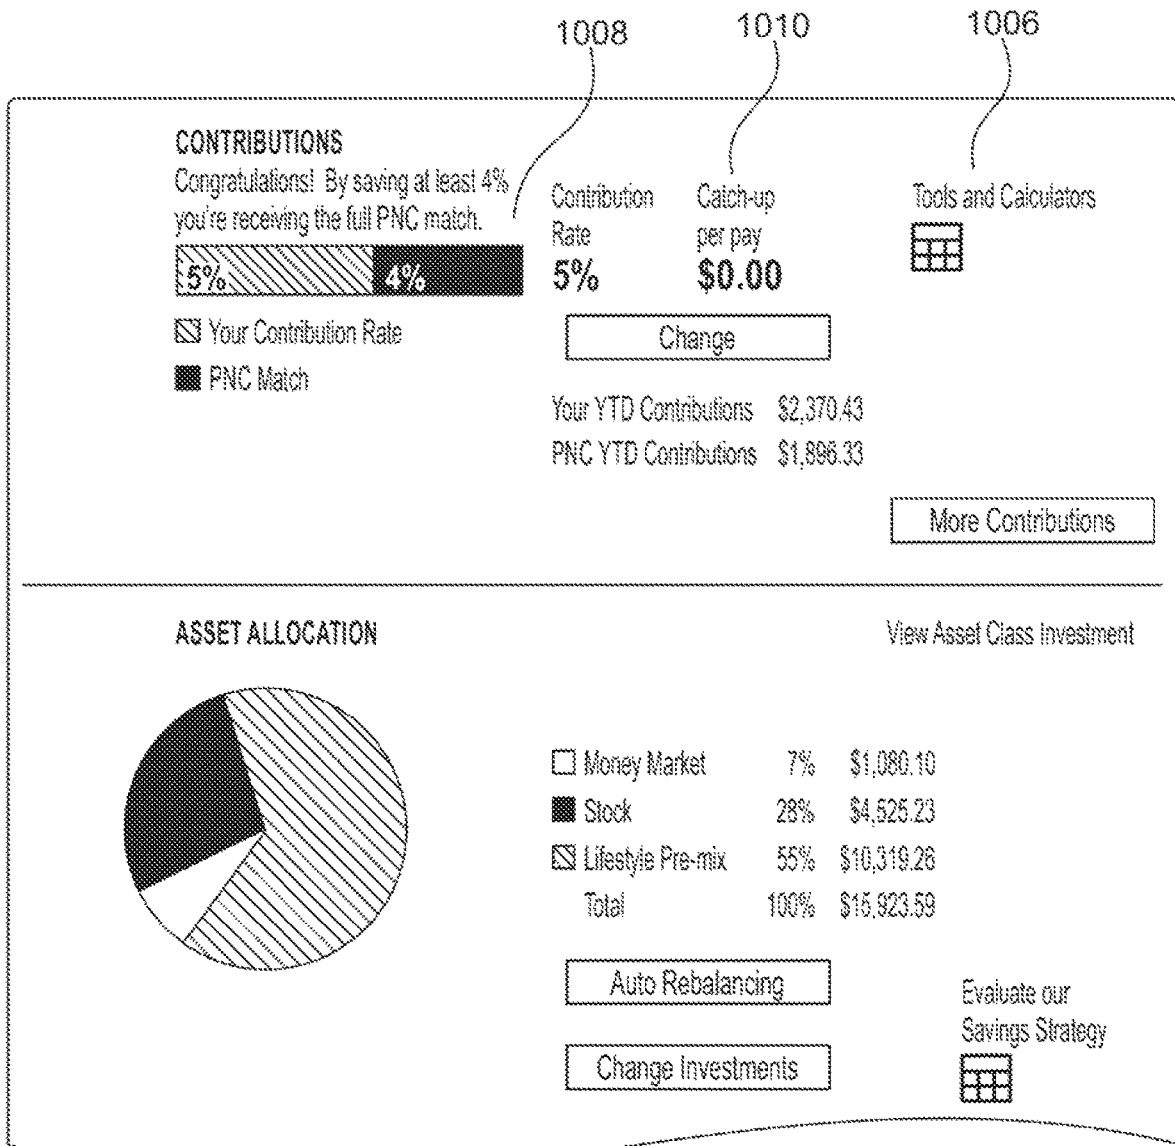 1008
1010
1006
CONTRIBUTIONS
Congratulations! By saving at least 4%
you're receiving the full PNC match.
5% 4%
Your Contribution Rate
PNC Match
Contribution
Rate
5%
Catch-up
per pay
$0.00
Change
Your YTD Contributions $2,370.43
PNC YTD Contributions $1,896.33
Tools and Calculators
More Contributions
ASSET ALLOCATION
View Asset Class Investment
Money Market 7% $1,080.10
Stock 28% $4,525.23
Lifestyle Pre-mix 55% $10,319.26
Total 100% $15,923.59
Auto Rebalancing
Change Investments
Evaluate our
Savings Strategy